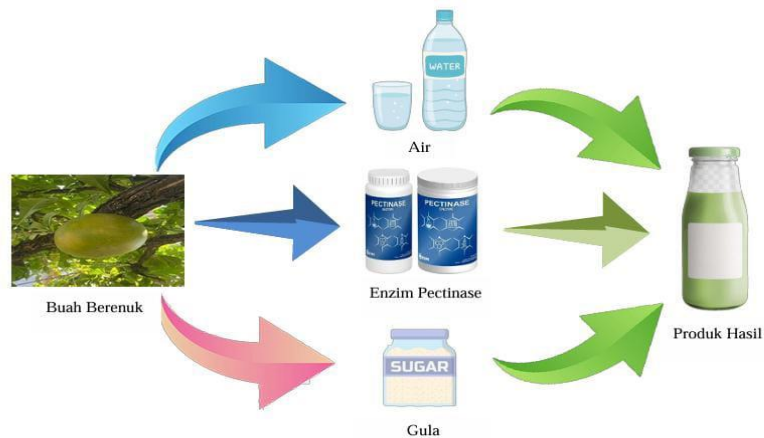 WATER
Air
PECTINASE
PECTINASE
Buah Berenuk
Enzim Pectinase
Produk Hasil
SUGAR
Gula